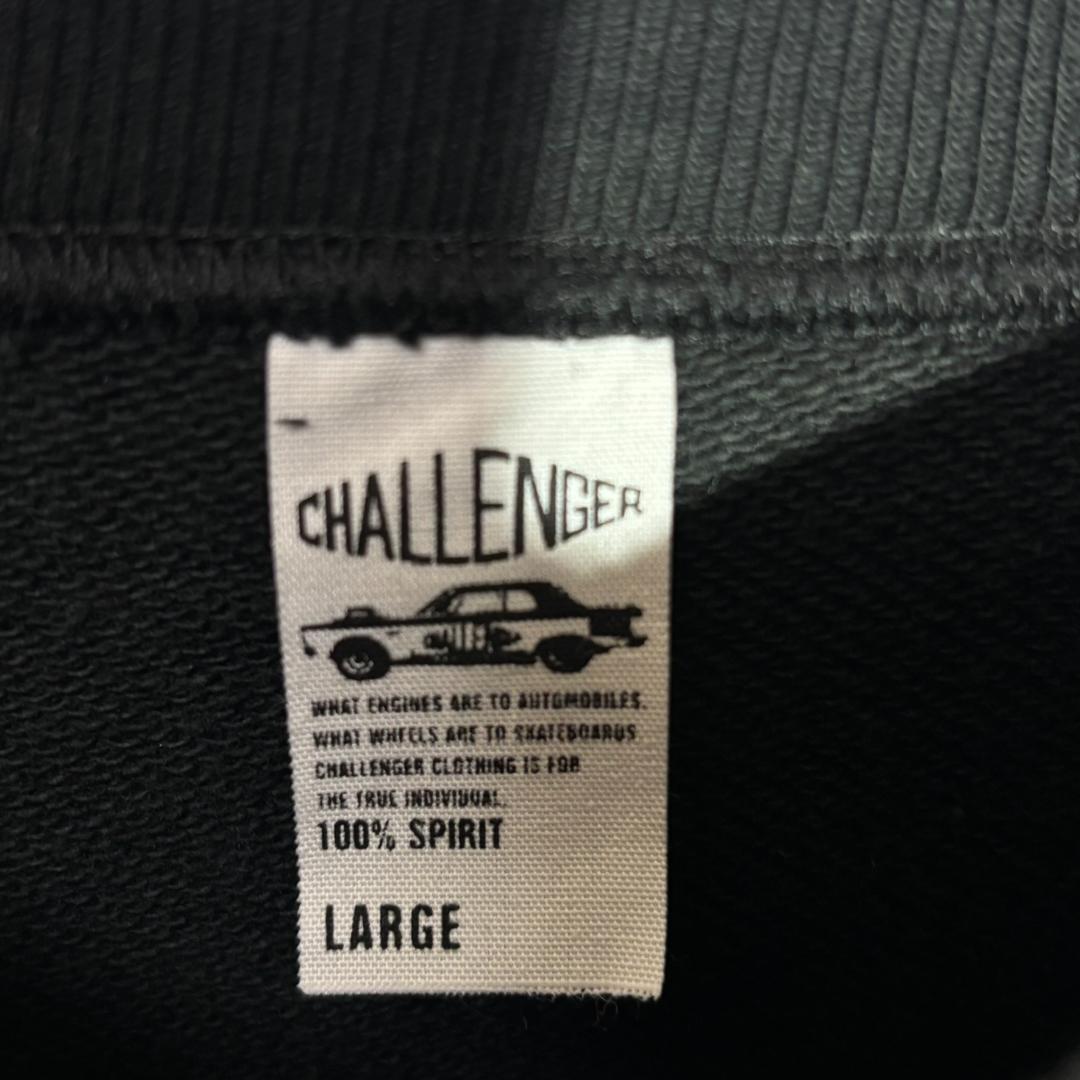 CHALLENGER
CHALLENGER
WHAT ENGINES ARE TO AUTOMOBILES,
WHAT WHEELS ARE TO SKATEBOARDS
CHALLENGER CLOTHING IS FOR
THE TRUE INDIVIDUAL.
100% SPIRIT
LARGE